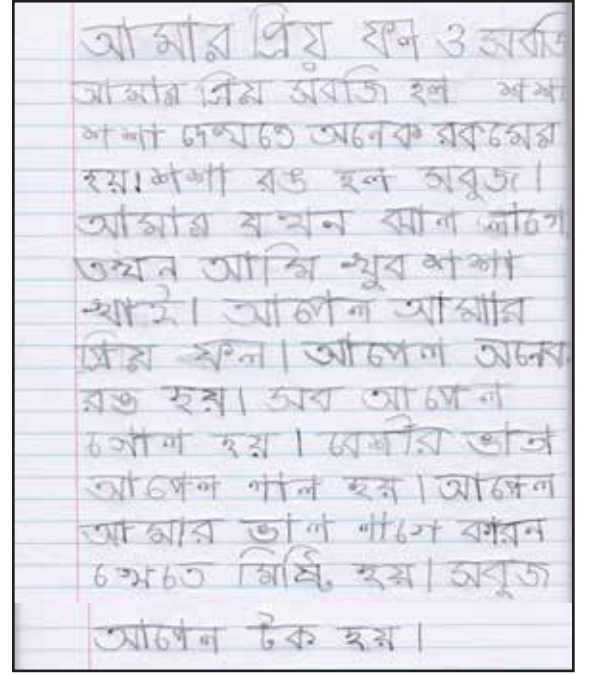 আমার প্রিয় ফল ও সবজি
আমার প্রিয় সবজি হল শশা
শশা দেখতে অনেক রকমের
হয়। শশা রঙ হল সবুজ।
আমার যখন ঝাল লাগে
তখন আমি খুব শশা
খাই। আপেল আমার
প্রিয় ফল। আপেল অনেক
রঙ হয়। সব আপেল
গোল হয়। বেশীর ভাগ
আপেল লাল হয়। আপেল
আমার ভাল লাগে কারন
খেতে মিষ্টি হয়। সবুজ
আপেল টক হয়।